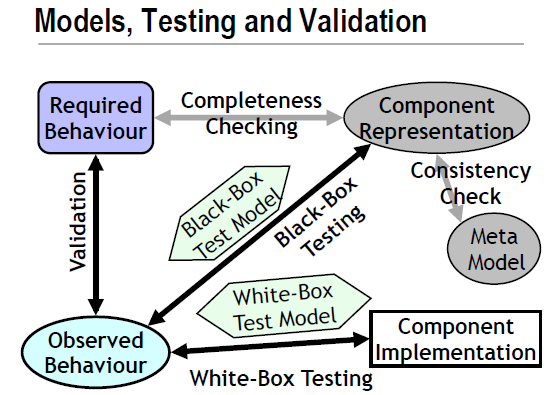 Models, Testing and Validation
Required
Behaviour
Completeness
Checking
Component
Representation
Consistency
Check
Meta
Model
Validation
Black-Box
Test Model
Black-Box
Testing
White-Box
Test Model
Observed
Behaviour
Component
Implementation
White-Box Testing